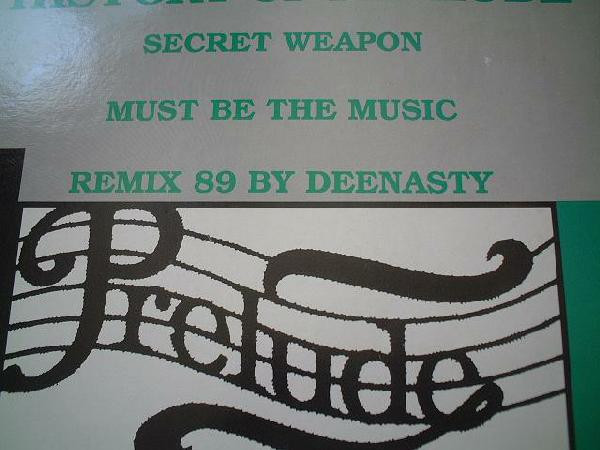 SECRET WEAPON
MUST BE THE MUSIC
REMIX 89 BY DEENASTY
Prelude